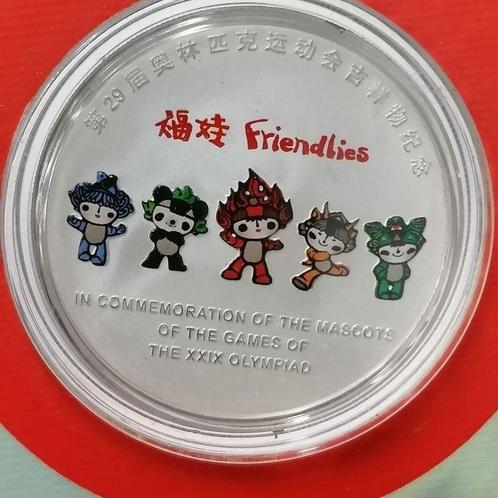 第29届奥林匹克运动会吉祥物纪念
福娃 Friendlies
IN COMMEMORATION OF THE MASCOTS
OF THE GAMES OF
THE XXIX OLYMPIAD